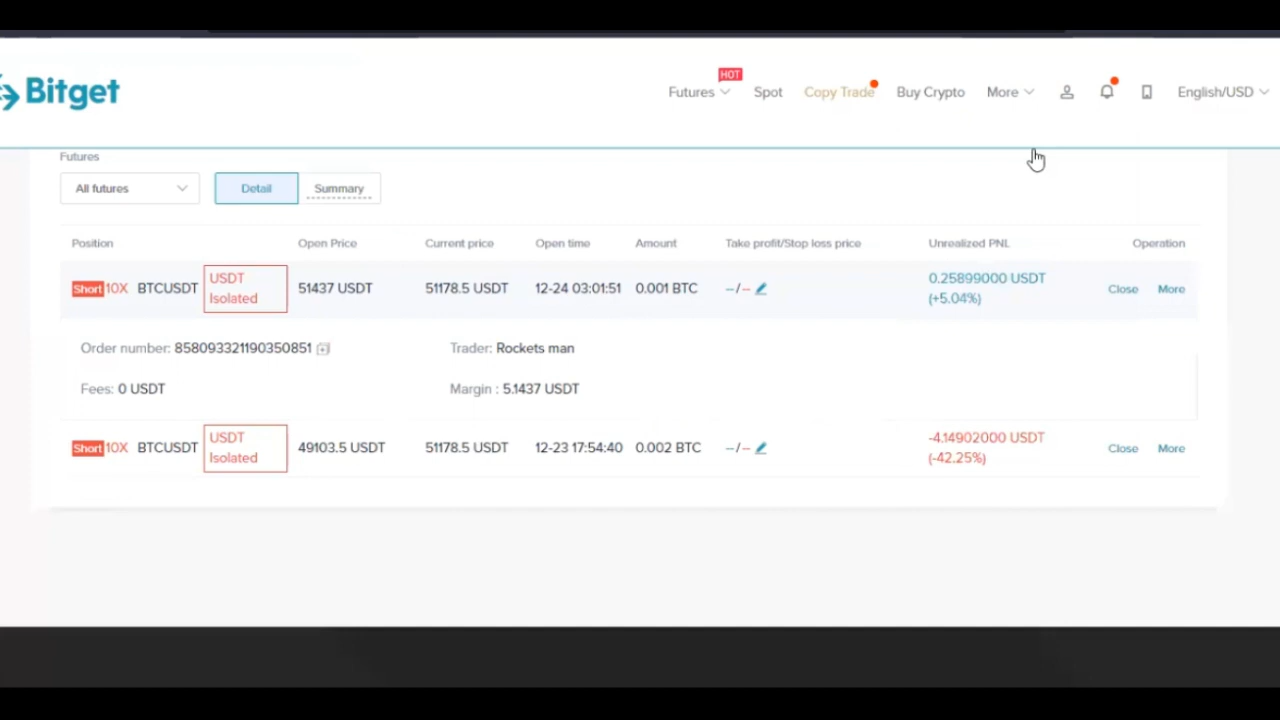 Bitget
HOT
Futures Spot Copy Trade Buy Crypto More English/USD
Futures
All futures Detail Summary
Position Open Price Current price Open time Amount Take profit/Stop loss price Unrealized PNL Operation
Short 10X BTCUSDT USDT Isolated 51437 USDT 51178.5 USDT 12-24 03:01:51 0.001 BTC --/-- 0.25899000 USDT (+5.04%) Close More
Order number: 858093321190350851 Trader: Rockets man
Fees: 0 USDT Margin : 5.1437 USDT
Short 10X BTCUSDT USDT Isolated 49103.5 USDT 51178.5 USDT 12-23 17:54:40 0.002 BTC --/-- -4.14902000 USDT (-42.25%) Close More